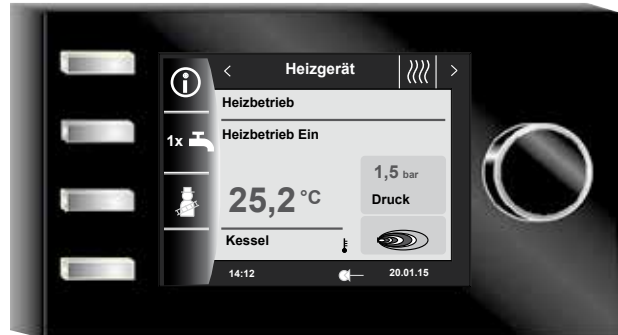 < Heizgerät >
Heizbetrieb
1x
Heizbetrieb Ein
1,5 bar
Druck
25,2 °C
Kessel
14:12
20.01.15